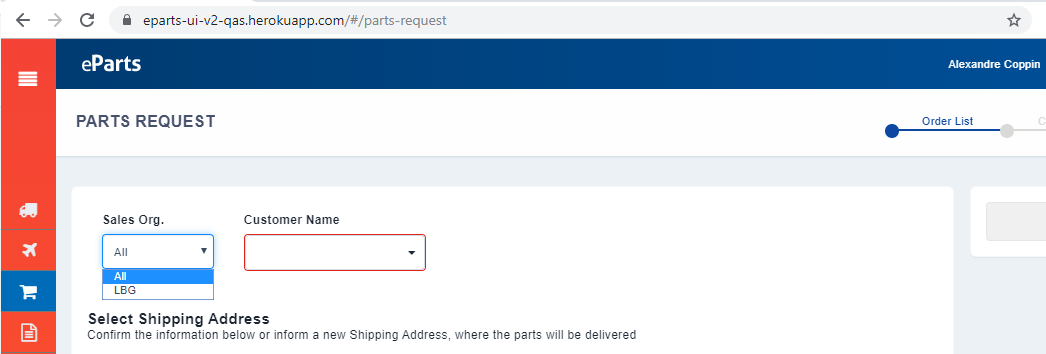 eparts-ui-v2-qas.herokuapp.com/#/parts-request
eParts
Alexandre Coppin
PARTS REQUEST
Order List
C
Sales Org.
Customer Name
All
All
LBG
Select Shipping Address
Confirm the information below or inform a new Shipping Address, where the parts will be delivered